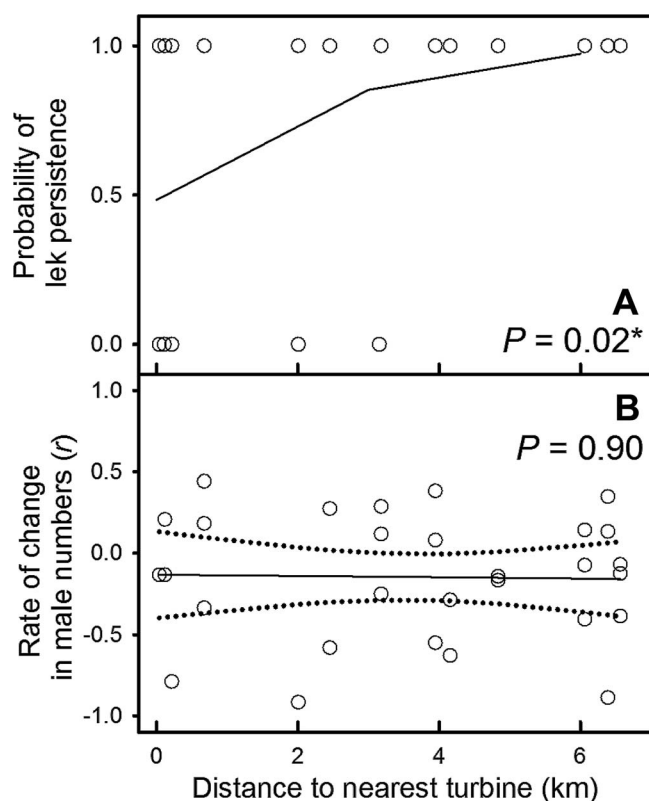 Probability of
lek persistence
1.0
0.5
0.0
A
P = 0.02*
Rate of change
in male numbers (r)
1.0
0.5
0.0
-0.5
-1.0
B
P = 0.90
0 2 4 6
Distance to nearest turbine (km)